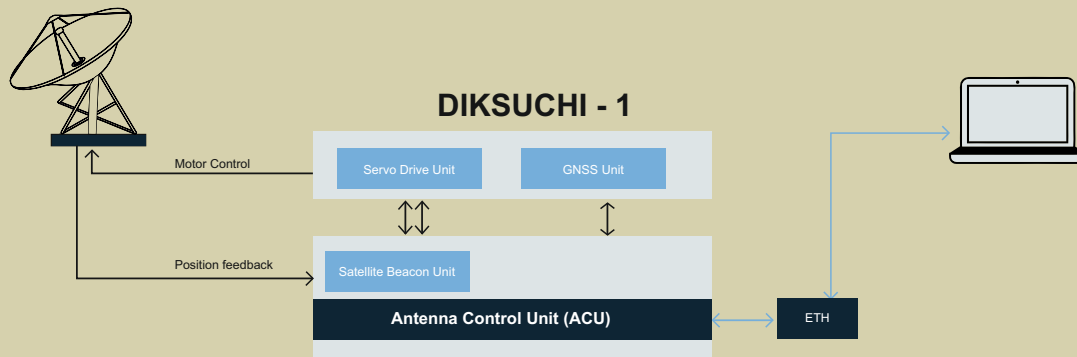 DIKSUCHI - 1
Motor Control
Servo Drive Unit
GNSS Unit
Position feedback
Satellite Beacon Unit
Antenna Control Unit (ACU)
ETH